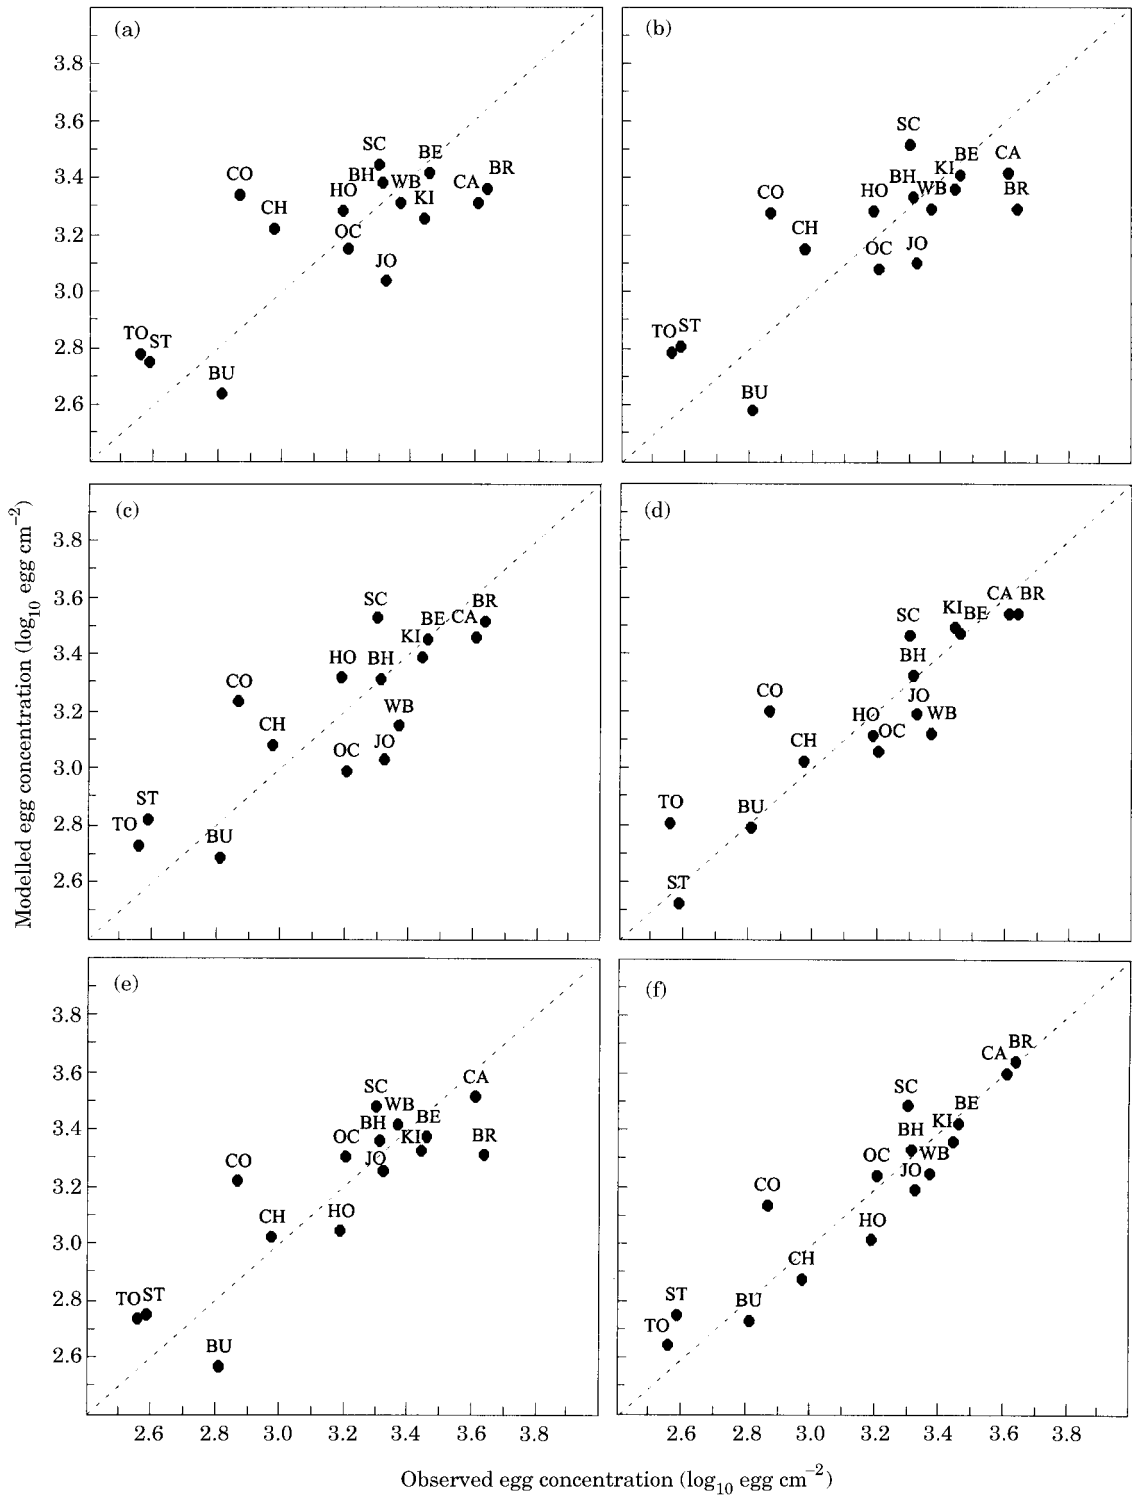 (a)
3.8
3.6
3.4
3.2
3.0
2.8
2.6
SC
BE
CO
BH
WB
BR
CA
HO
KI
CH
OC
JO
TO
ST
BU
(b)
SC
BE
CA
KI
BH
WB
BR
CO
HO
CH
OC
JO
TO
ST
BU
(c)
3.8
3.6
3.4
3.2
3.0
2.8
2.6
SC
BR
CA
BE
KI
HO
BH
CO
WB
CH
OC
JO
ST
TO
BU
(d)
CA
BR
KI
BE
SC
BH
CO
JO
HO
WB
OC
CH
TO
BU
ST
(e)
3.8
3.6
3.4
3.2
3.0
2.8
2.6
CA
SC
WB
BE
BH
OC
KI
BR
JO
CO
HO
CH
TO
ST
BU
2.6
2.8
3.0
3.2
3.4
3.6
3.8
(f)
BR
CA
SC
BE
KI
BH
OC
WB
JO
CO
HO
CH
ST
BU
TO
2.6
2.8
3.0
3.2
3.4
3.6
3.8
Modelled egg concentration (log10 egg cm−2)
Observed egg concentration (log10 egg cm−2)